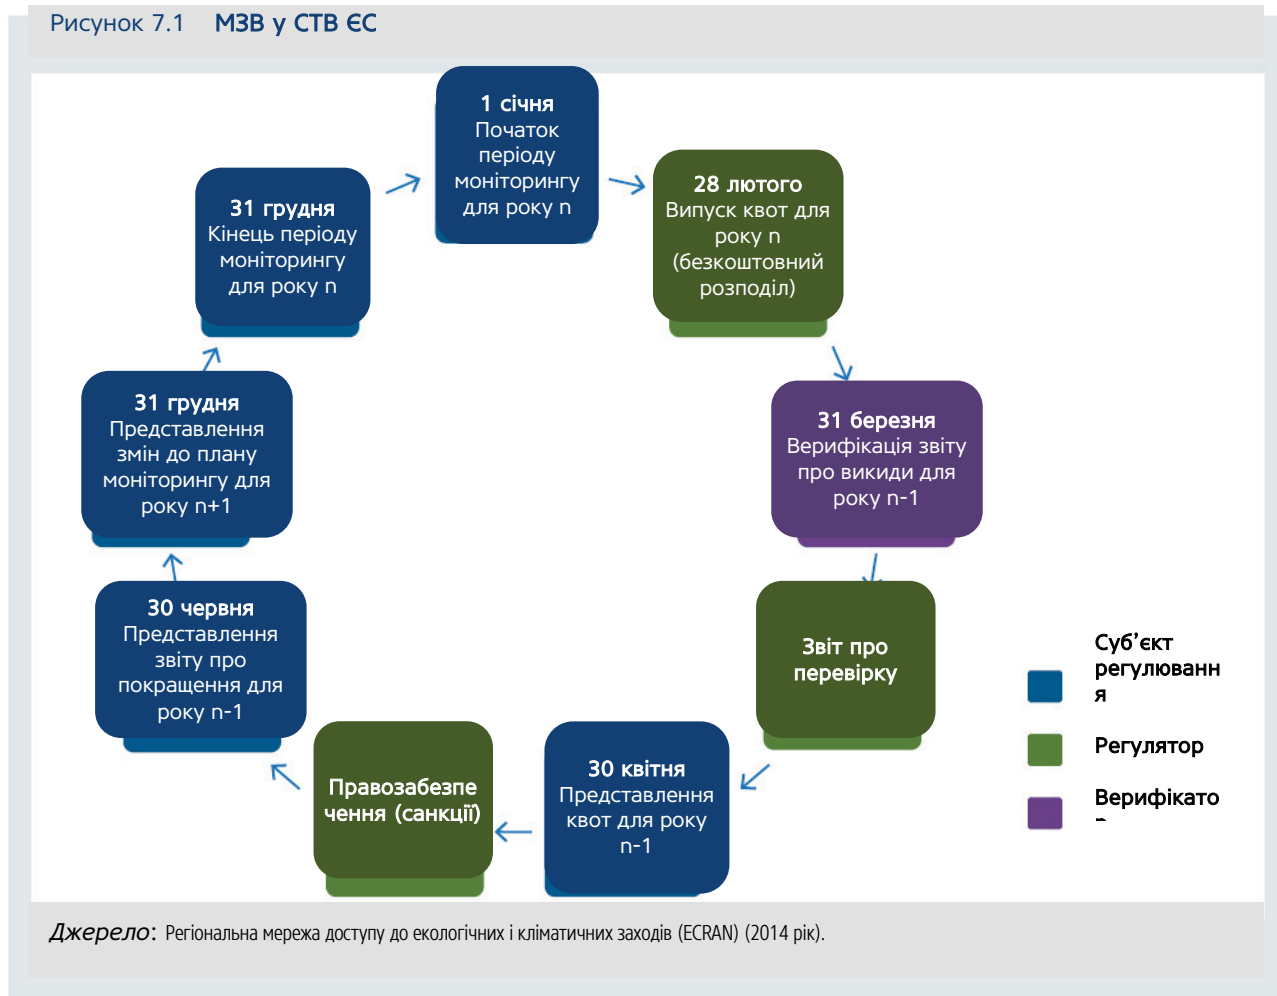 Рисунок 7.1 МЗВ у СТВ ЄС
1 січня
Початок
періоду
моніторингу
для року n
28 лютого
Випуск квот для
року n
(безкоштовний
розподіл)
31 березня
Верифікація звіту
про викиди для
року n-1
Звіт про
перевірку
30 квітня
Представлення
квот для року
n-1
Правозабезпе
чення (санкції)
30 червня
Представлення
звіту про
покращення для
року n-1
31 грудня
Представлення
змін до плану
моніторингу для
року n+1
31 грудня
Кінець періоду
моніторингу
для року n
Суб’єкт
регулюванн
я
Регулятор
Верифікато
Джерело: Регіональна мережа доступу до екологічних і кліматичних заходів (ECRAN) (2014 рік).